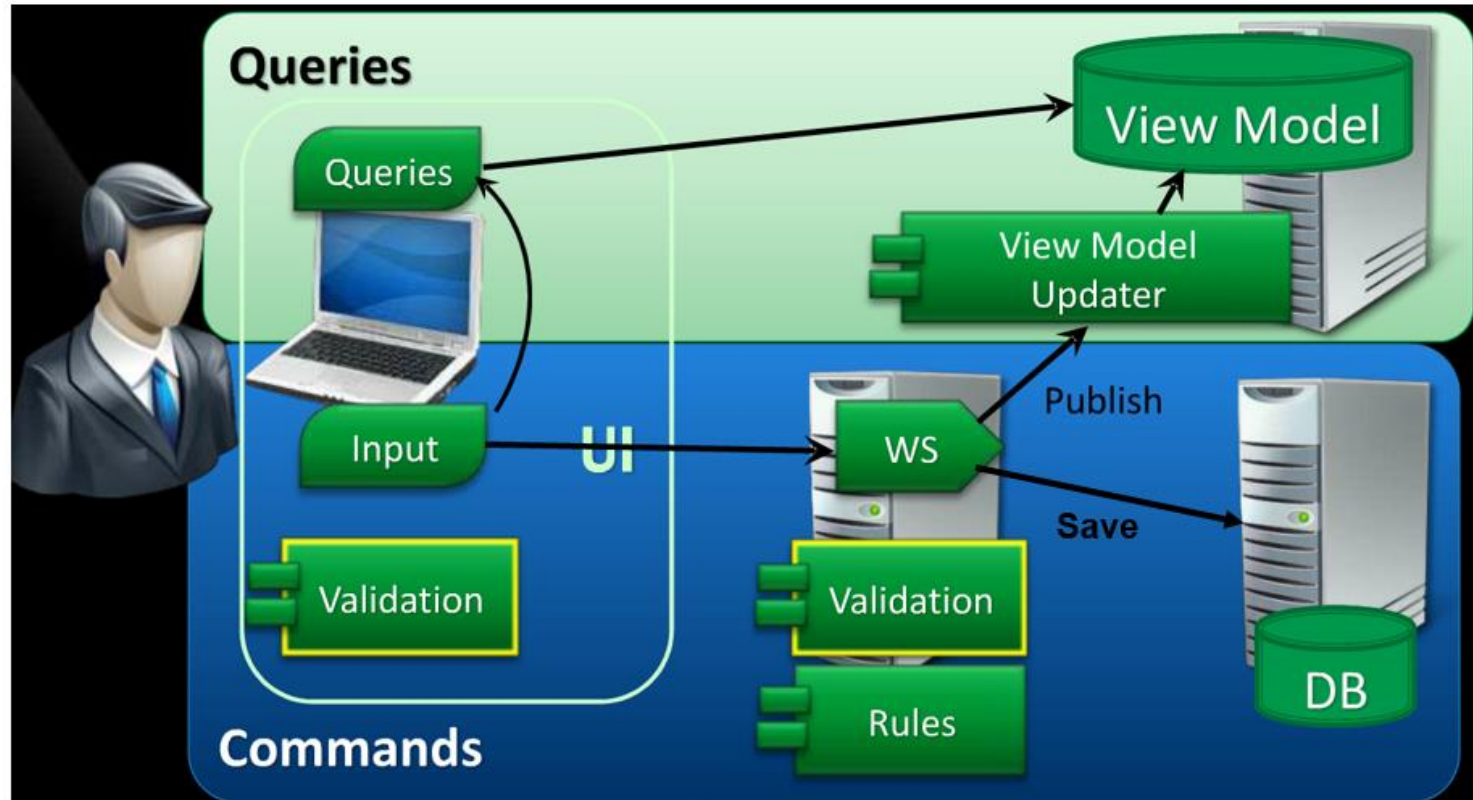 Queries
Queries
View Model
View Model
Updater
Publish
Input
UI
WS
Save
Validation
Validation
Rules
DB
Commands